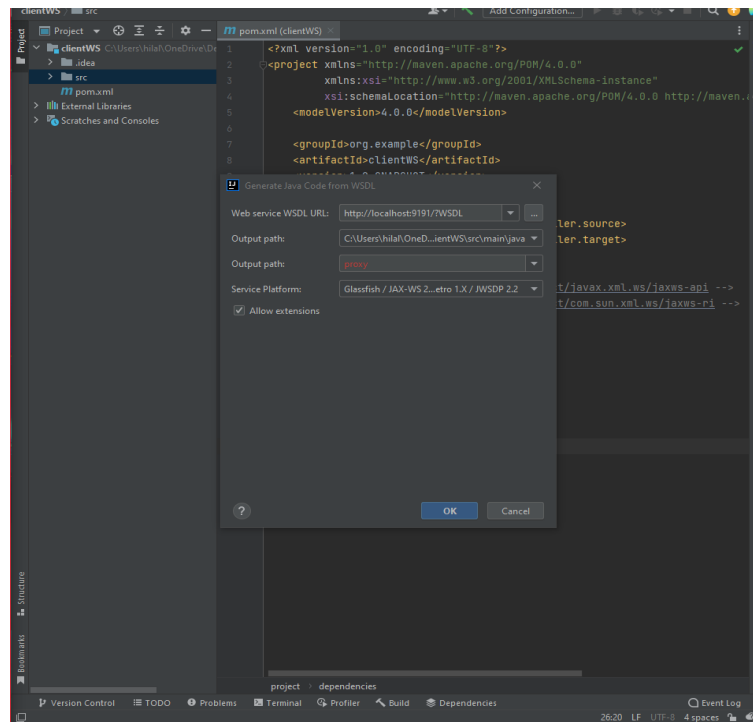 clientWS src
Add Configuration...
Project
Project
pom.xml (clientWS)
clientWS C:\Users\hilal\OneDrive\De
.idea
src
pom.xml
External Libraries
Scratches and Consoles
1 <?xml version="1.0" encoding="UTF-8"?>
2 <project xmlns="http://maven.apache.org/POM/4.0.0"
3 xmlns:xsi="http://www.w3.org/2001/XMLSchema-instance"
4 xsi:schemaLocation="http://maven.apache.org/POM/4.0.0 http://maven.
5 <modelVersion>4.0.0</modelVersion>
6
7 <groupId>org.example</groupId>
8 <artifactId>clientWS</artifactId>
Generate Java Code from WSDL
Web service WSDL URL: http://localhost:9191/?WSDL ...
Output path: C:\Users\hilal\OneD...ientWS\src\main\java
Output path: proxy
Service Platform: Glassfish / JAX-WS 2...etro 1.X / JWSDP 2.2
Allow extensions
ler.source>
ler.target>
t/javax.xml.ws/jaxws-api -->
t/com.sun.xml.ws/jaxws-ri -->
? OK Cancel
Structure
Bookmarks
project > dependencies
Version Control TODO Problems Terminal Profiler Build Dependencies Event Log
26:20 LF UTF-8 4 spaces